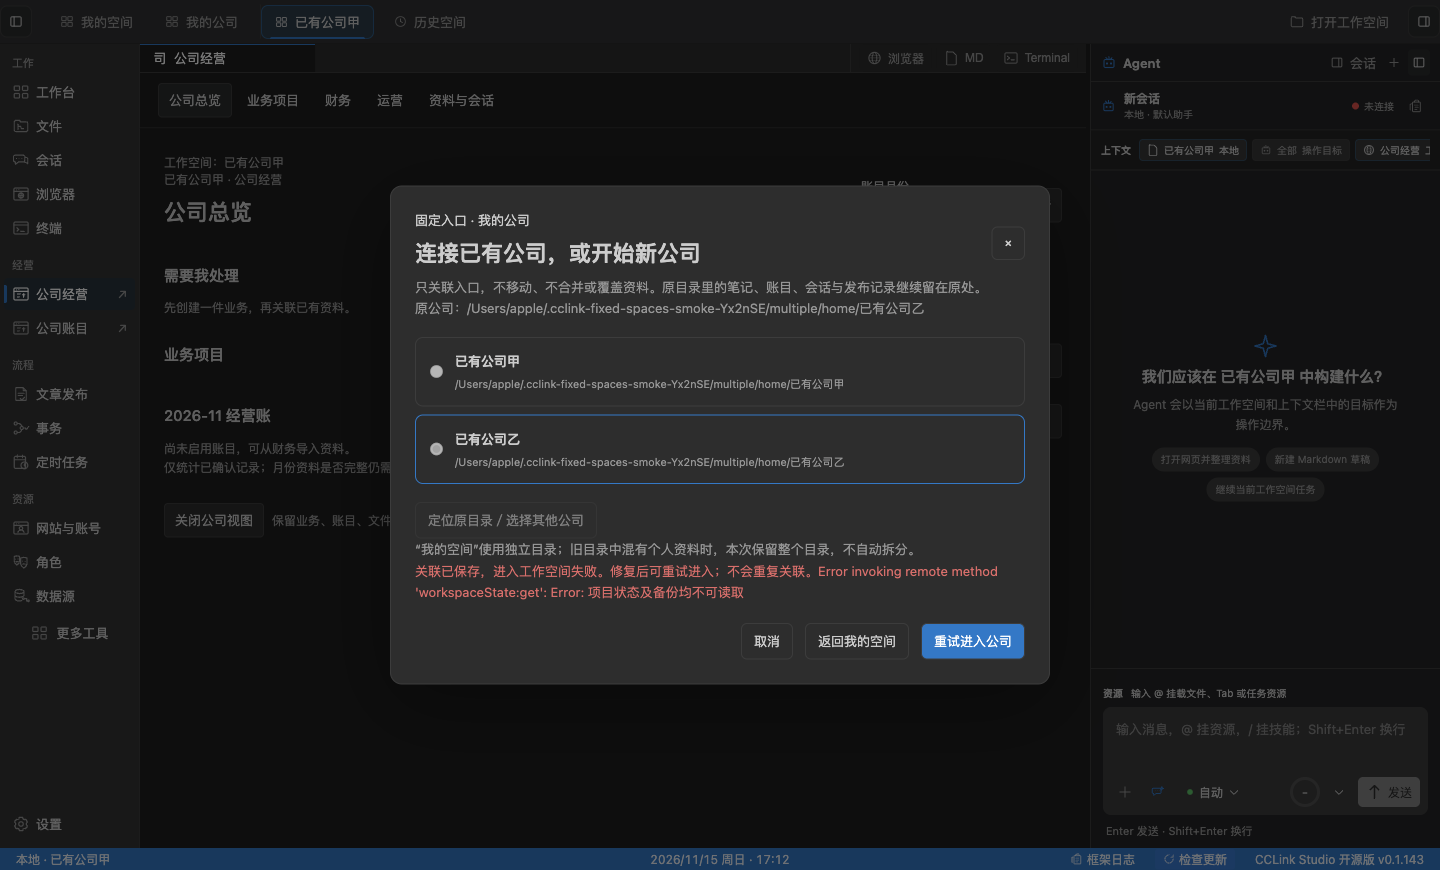 我的空间
我的公司
已有公司甲
历史空间
打开工作空间
工作
工作台
文件
会话
浏览器
终端
经营
公司经营
公司账目
流程
文章发布
事务
定时任务
资源
网站与账号
角色
数据源
更多工具
设置
司 公司经营
浏览器
MD
Terminal
公司总览
业务项目
财务
运营
资料与会话
工作空间：已有公司甲
已有公司甲 · 公司经营
公司总览
账目月份
需要我处理
先创建一件业务，再关联已有资料。
业务项目
2026-11 经营账
尚未启用账目，可从财务导入资料。
仅统计已确认记录；月份资料是否完整仍需
关闭公司视图
保留业务、账目、文件
固定入口 · 我的公司
连接已有公司，或开始新公司
×
只关联入口，不移动、不合并或覆盖资料。原目录里的笔记、账目、会话与发布记录继续留在原处。
原公司：/Users/apple/.cclink-fixed-spaces-smoke-Yx2nSE/multiple/home/已有公司乙
已有公司甲
/Users/apple/.cclink-fixed-spaces-smoke-Yx2nSE/multiple/home/已有公司甲
已有公司乙
/Users/apple/.cclink-fixed-spaces-smoke-Yx2nSE/multiple/home/已有公司乙
定位原目录 / 选择其他公司
“我的空间”使用独立目录；旧目录中混有个人资料时，本次保留整个目录，不自动拆分。
关联已保存，进入工作空间失败。修复后可重试进入；不会重复关联。Error invoking remote method
'workspaceState:get': Error: 项目状态及备份均不可读取
取消
返回我的空间
重试进入公司
Agent
会话
新会话
本地 · 默认助手
未连接
上下文
已有公司甲 本地
全部 操作目标
公司经营
我们应该在 已有公司甲 中构建什么?
Agent 会以当前工作空间和上下文栏中的目标作为
操作边界。
打开网页并整理资料
新建 Markdown 草稿
继续当前工作空间任务
资源 输入 @ 挂载文件、Tab 或任务资源
输入消息，@ 挂资源，/ 挂技能；Shift+Enter 换行
自动
-
发送
Enter 发送 · Shift+Enter 换行
本地 · 已有公司甲
2026/11/15 周日 · 17:12
框架日志
检查更新
CCLink Studio 开源版 v0.1.143